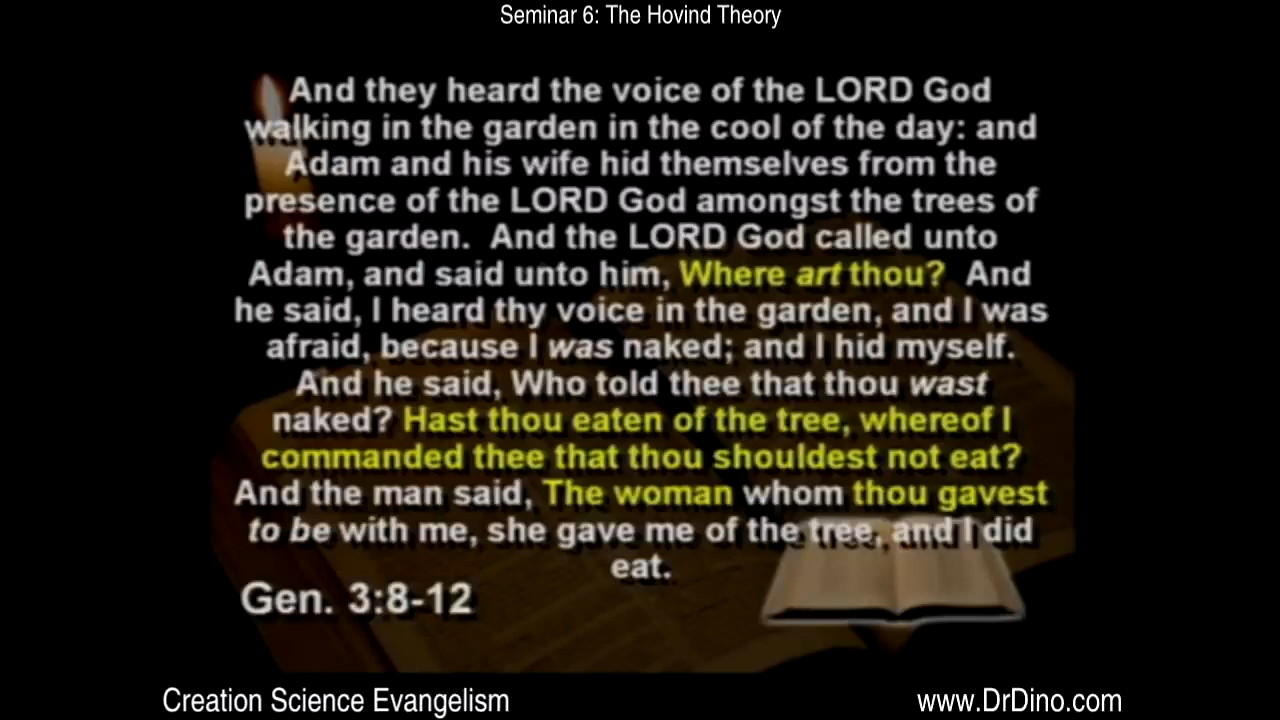 Seminar 6: The Hovind Theory
And they heard the voice of the LORD God
walking in the garden in the cool of the day: and
Adam and his wife hid themselves from the
presence of the LORD God amongst the trees of
the garden.  And the LORD God called unto
Adam, and said unto him, Where art thou?  And
he said, I heard thy voice in the garden, and I was
afraid, because I was naked; and I hid myself.
And he said, Who told thee that thou wast
naked? Hast thou eaten of the tree, whereof I
commanded thee that thou shouldest not eat?
And the man said, The woman whom thou gavest
to be with me, she gave me of the tree, and I did
eat.
Gen. 3:8-12
Creation Science Evangelism
www.DrDino.com